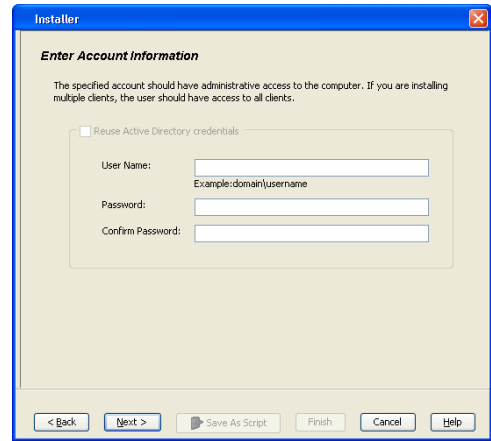 Installer
Enter Account Information
The specified account should have administrative access to the computer. If you are installing
multiple clients, the user should have access to all clients.
Reuse Active Directory credentials
User Name:
Example:domain\username
Password:
Confirm Password:
< Back Next > Save As Script Finish Cancel Help